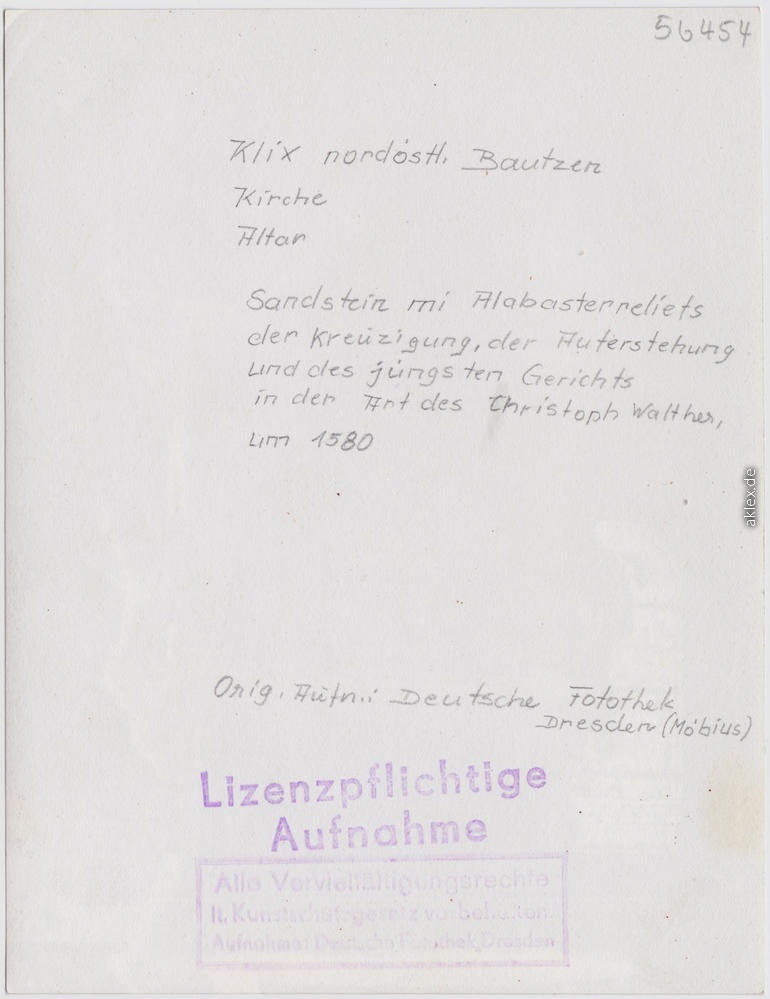 56454
Klix nordöstl. Bautzen
Kirche
Altar
Sandstein mi Alabasterreliefs
der Kreuzigung, der Auferstehung
und des jüngsten Gerichts
in der Art des Christoph Walther,
um 1580
aklex.de
Orig. Aufn.: Deutsche Fotothek
Dresden (Möbius)
Lizenzpflichtige
Aufnahme
Alle Vervielfältigungsrechte
lt. Kunstschutzgesetz vorbehalten.
Aufnahme: Deutsche Fotothek, Dresden